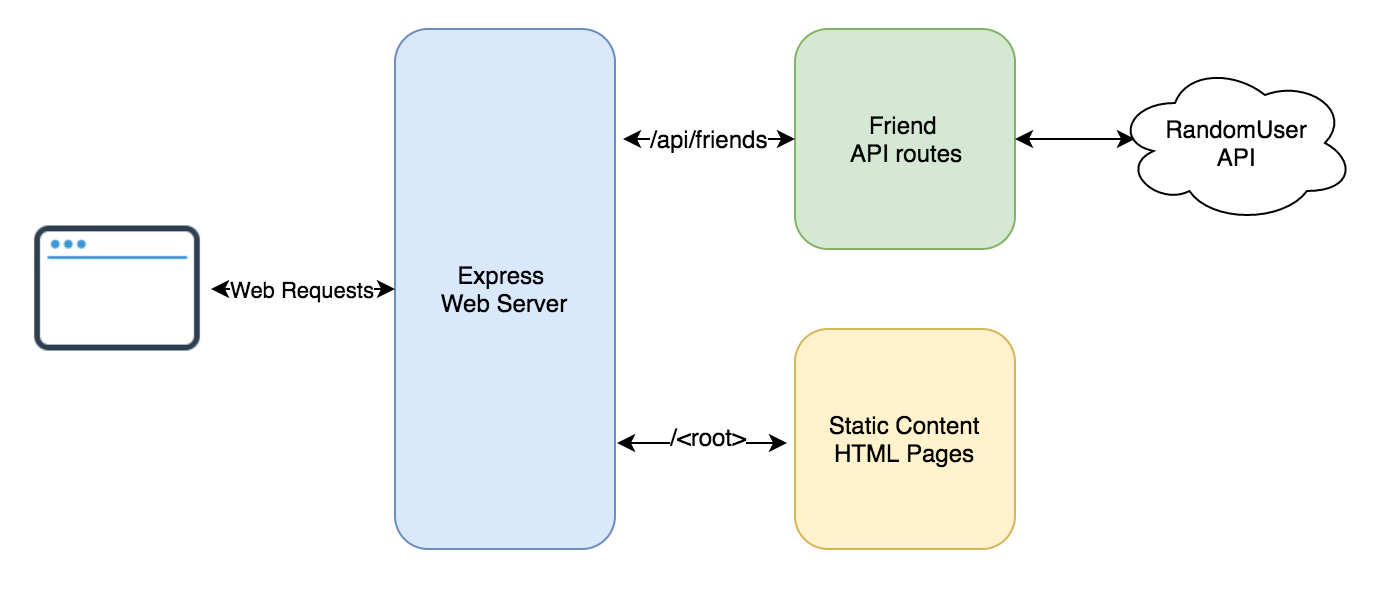 Friend
API routes
/api/friends
RandomUser
API
Express
Web Server
Web Requests
Static Content
HTML Pages
/<root>